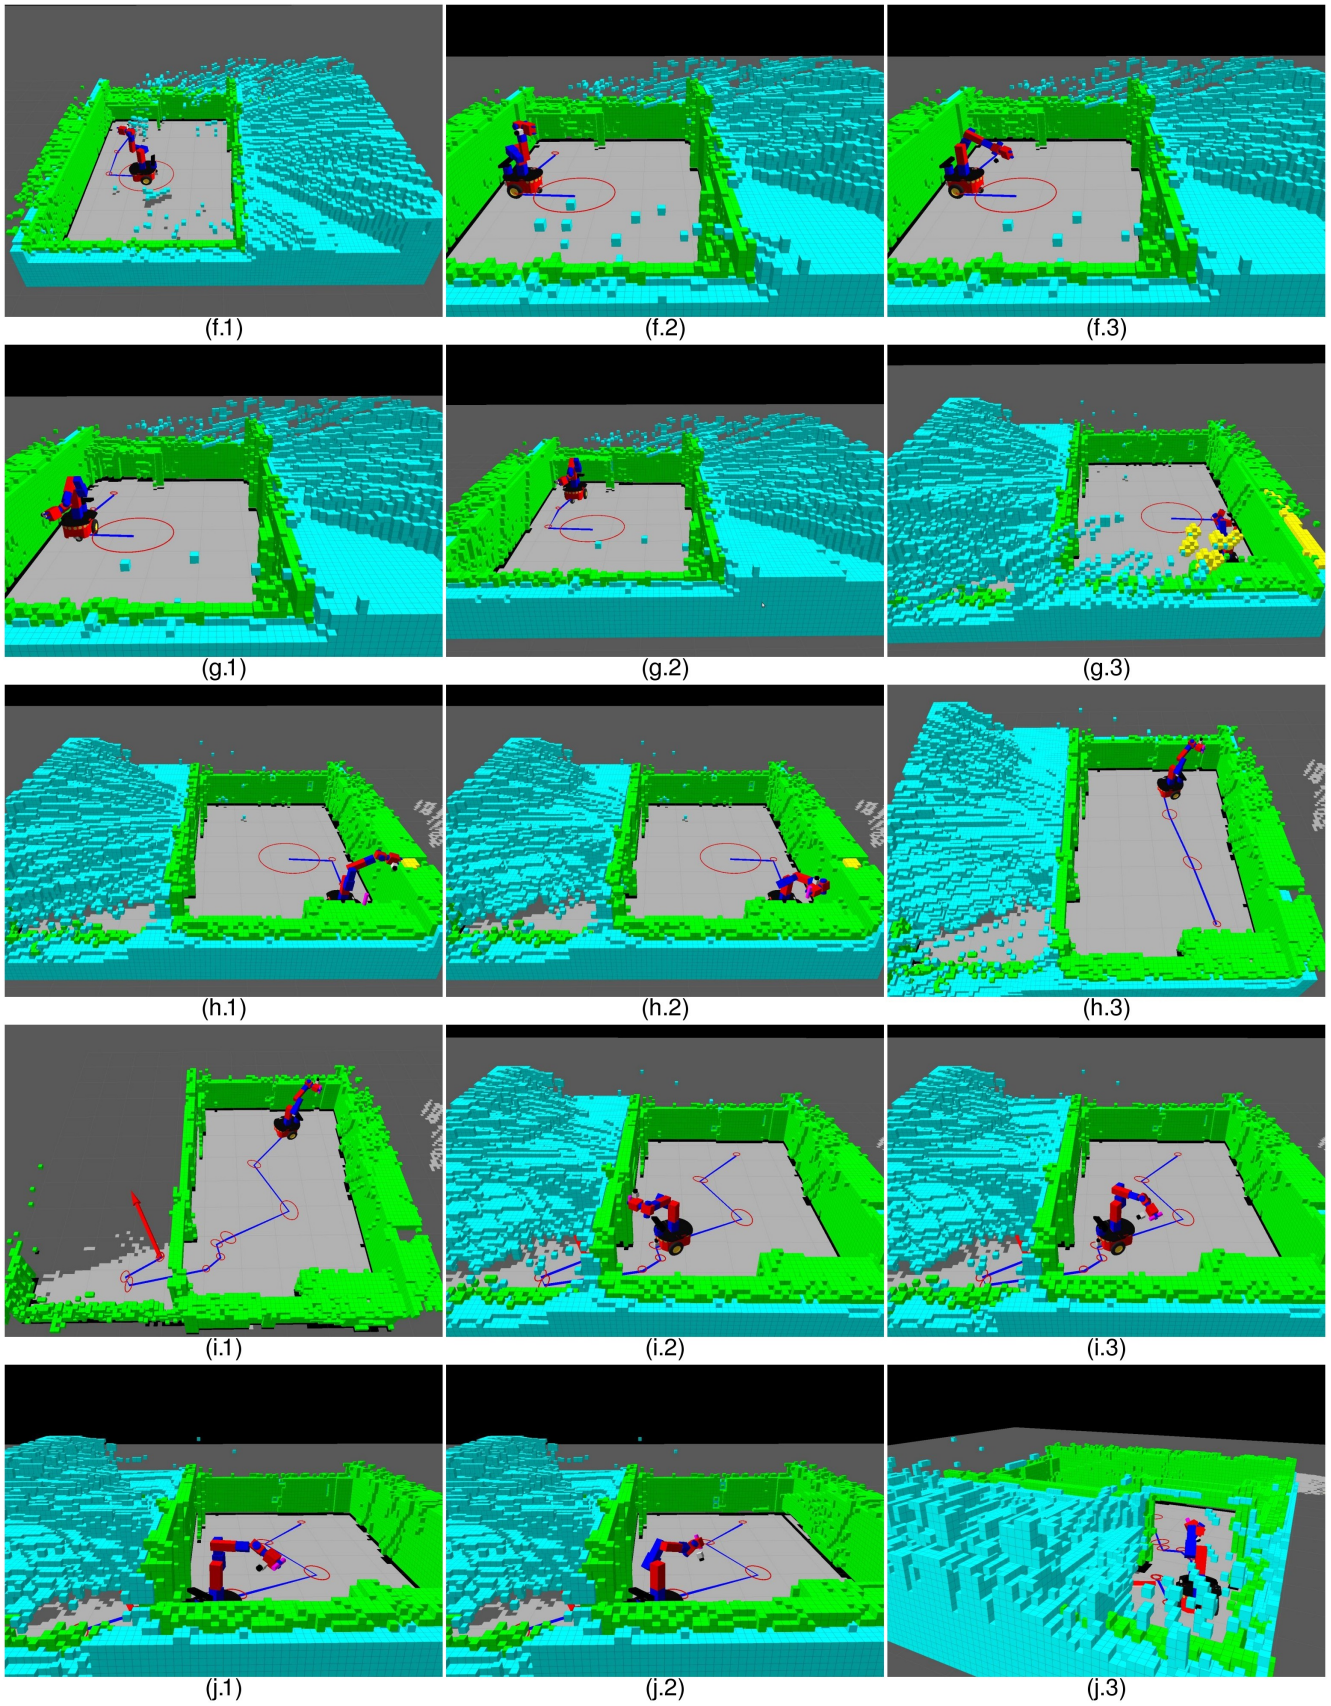 (f.1) (f.2) (f.3)
(g.1) (g.2) (g.3)
(h.1) (h.2) (h.3)
(i.1) (i.2) (i.3)
(j.1) (j.2) (j.3)